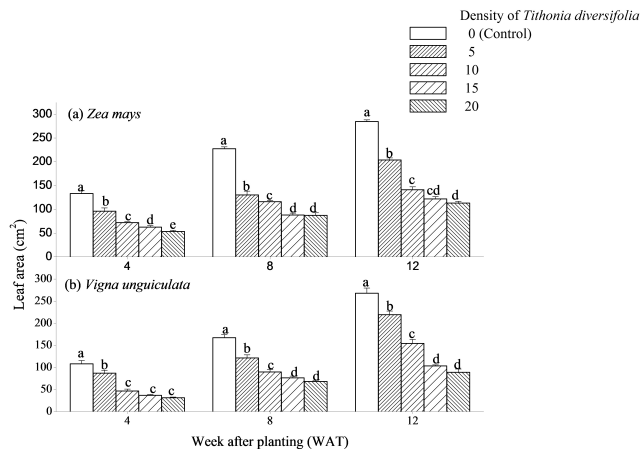 Density of Tithonia diversifolia
0 (Control)
5
10
15
20
(a) Zea mays
300
250
200
150
100
50
0
a
b
c
d
e
a
b
c
d
d
a
b
c
cd
d
4
8
12
Leaf area (cm²)
(b) Vigna unguiculata
300
250
200
150
100
50
0
a
b
c
c
c
a
b
c
d
d
a
b
c
d
d
4
8
12
Week after planting (WAT)